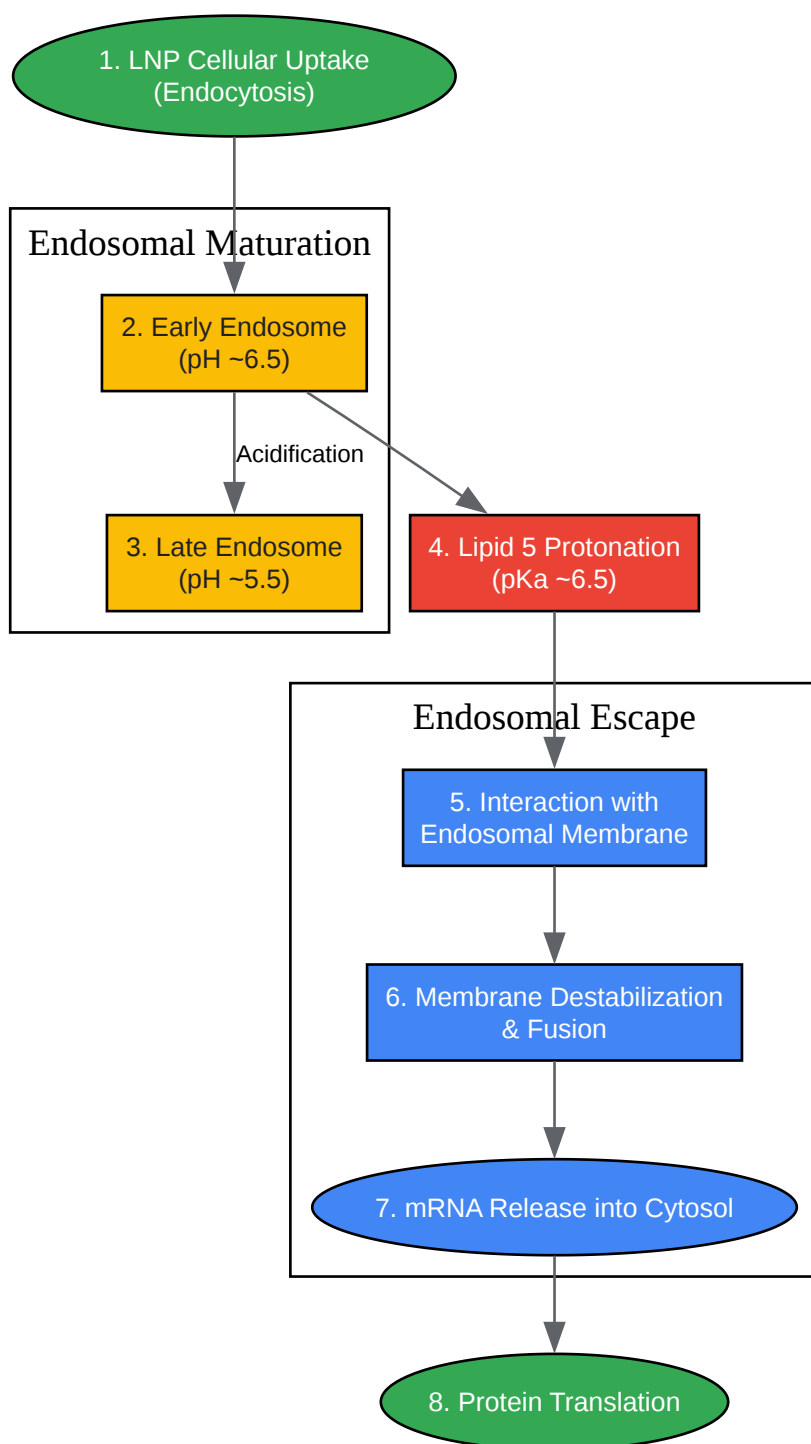 1. LNP Cellular Uptake
(Endocytosis)
Endosomal Maturation
2. Early Endosome
(pH ~6.5)
Acidification
3. Late Endosome
(pH ~5.5)
4. Lipid 5 Protonation
(pKa ~6.5)
Endosomal Escape
5. Interaction with
Endosomal Membrane
6. Membrane Destabilization
& Fusion
7. mRNA Release into Cytosol
8. Protein Translation